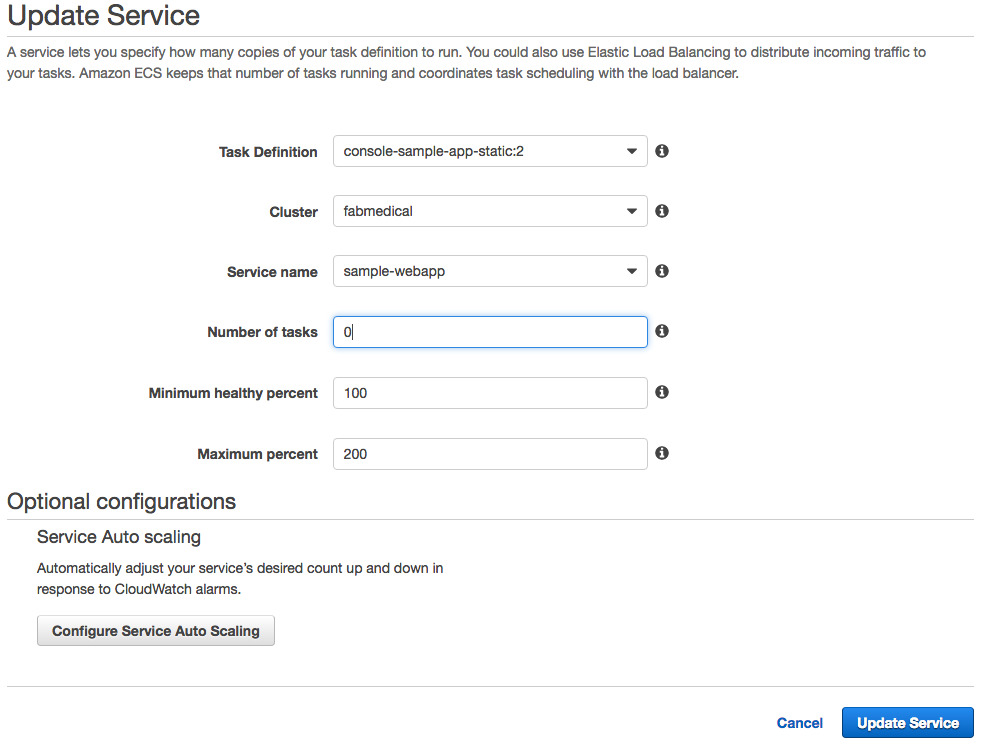 Update Service
A service lets you specify how many copies of your task definition to run. You could also use Elastic Load Balancing to distribute incoming traffic to
your tasks. Amazon ECS keeps that number of tasks running and coordinates task scheduling with the load balancer.
Task Definition console-sample-app-static:2
Cluster fabmedical
Service name sample-webapp
Number of tasks 0
Minimum healthy percent 100
Maximum percent 200
Optional configurations
Service Auto scaling
Automatically adjust your service's desired count up and down in
response to CloudWatch alarms.
Configure Service Auto Scaling
Cancel Update Service